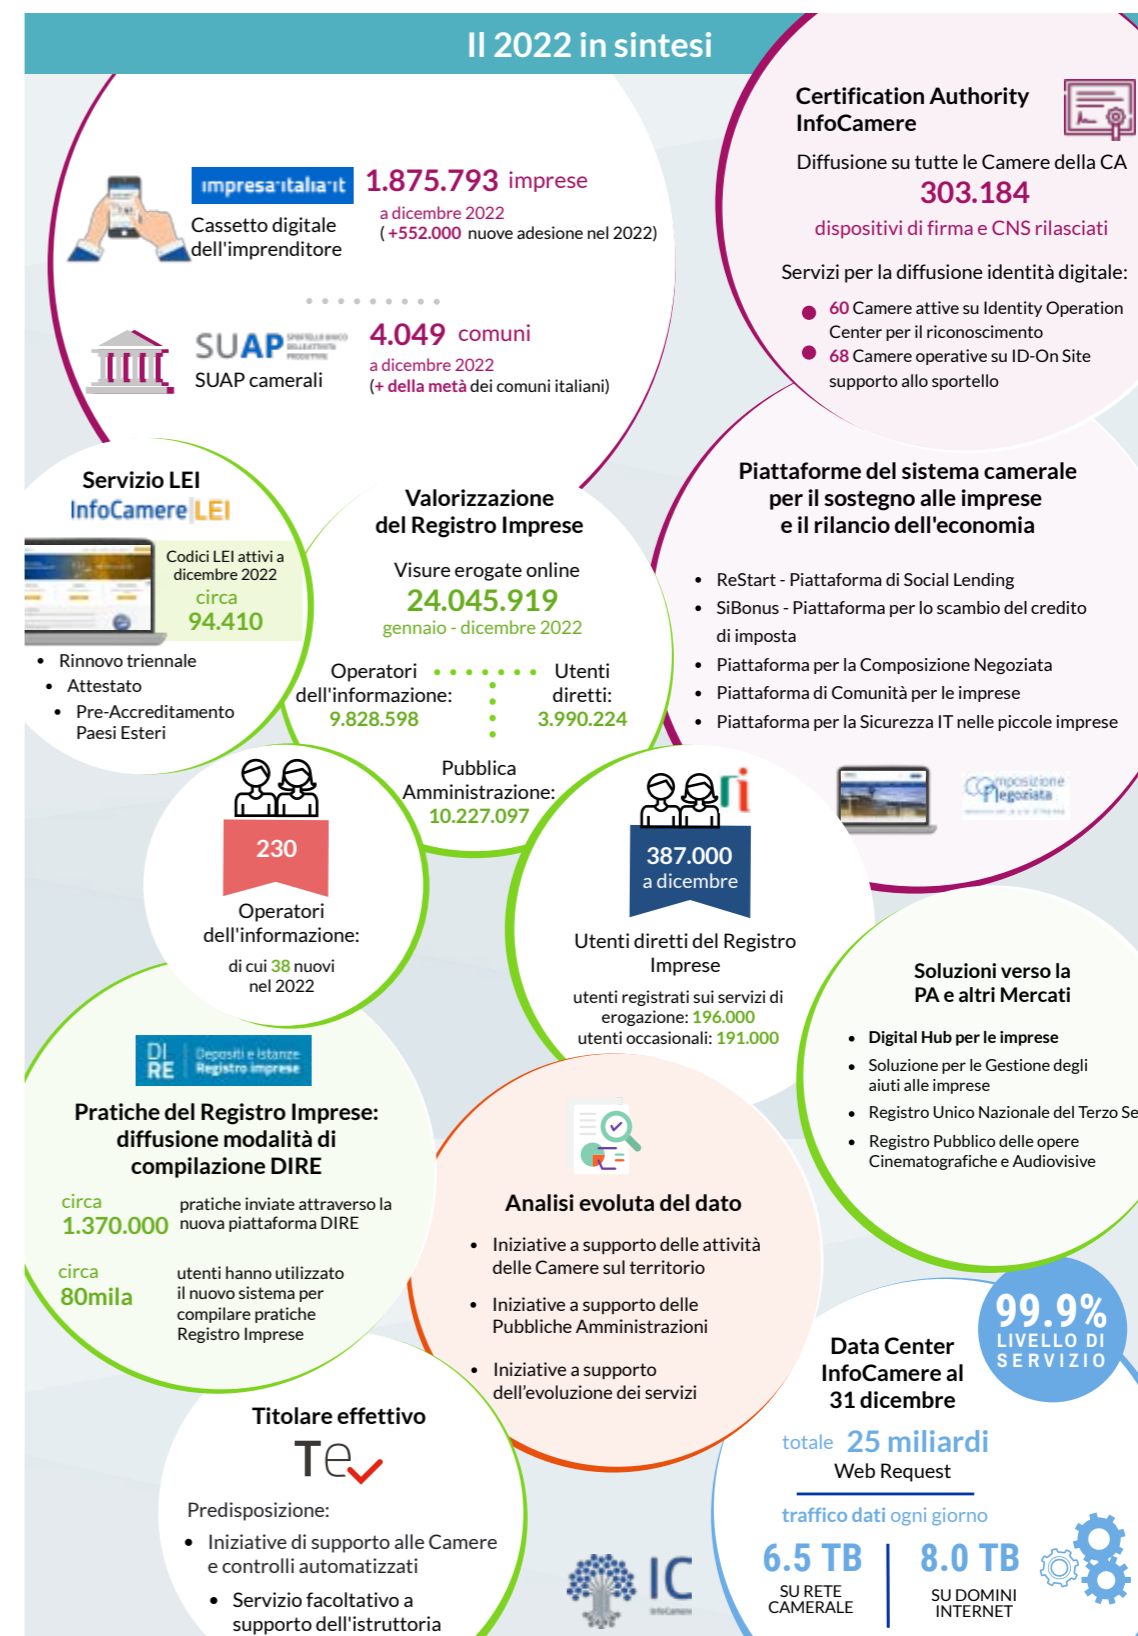 Il 2022 in sintesi
impresa italia it
1.875.793 imprese
a dicembre 2022
( +552.000 nuove adesione nel 2022)
Cassetto digitale
dell'imprenditore
SUAP
SPORTELLO UNICO
DELLE ATTIVITÀ
PRODUTTIVE
SUAP camerali
4.049 comuni
a dicembre 2022
(+ della metà dei comuni italiani)
Certification Authority
InfoCamere
Diffusione su tutte le Camere della CA
303.184
dispositivi di firma e CNS rilasciati
Servizi per la diffusione identità digitale:
60 Camere attive su Identity Operation
Center per il riconoscimento
68 Camere operative su ID-On Site
supporto allo sportello
Servizio LEI
InfoCamere LEI
Codici LEI attivi a
dicembre 2022
circa
94.410
• Rinnovo triennale
• Attestato
• Pre-Accreditamento
Paesi Esteri
Valorizzazione
del Registro Imprese
Visure erogate online
24.045.919
gennaio - dicembre 2022
Operatori
dell'informazione:
9.828.598
Utenti
diretti:
3.990.224
Pubblica
Amministrazione:
10.227.097
Piattaforme del sistema camerale
per il sostegno alle imprese
e il rilancio dell'economia
• ReStart - Piattaforma di Social Lending
• SiBonus - Piattaforma per lo scambio del credito
di imposta
• Piattaforma per la Composizione Negoziata
• Piattaforma di Comunità per le imprese
• Piattaforma per la Sicurezza IT nelle piccole imprese
Composizione
Negoziata
230
Operatori
dell'informazione:
di cui 38 nuovi
nel 2022
ri
387.000
a dicembre
Utenti diretti del Registro
Imprese
utenti registrati sui servizi di
erogazione: 196.000
utenti occasionali: 191.000
Soluzioni verso la
PA e altri Mercati
• Digital Hub per le imprese
• Soluzione per le Gestione degli
aiuti alle imprese
• Registro Unico Nazionale del Terzo Se
• Registro Pubblico delle opere
Cinematografiche e Audiovisive
DI
RE
Depositi e Istanze
Registro imprese
Pratiche del Registro Imprese:
diffusione modalità di
compilazione DIRE
circa
1.370.000
pratiche inviate attraverso la
nuova piattaforma DIRE
circa
80mila
utenti hanno utilizzato
il nuovo sistema per
compilare pratiche
Registro Imprese
Analisi evoluta del dato
• Iniziative a supporto delle attività
delle Camere sul territorio
• Iniziative a supporto delle
Pubbliche Amministrazioni
• Iniziative a supporto
dell'evoluzione dei servizi
99.9%
LIVELLO DI
SERVIZIO
Data Center
InfoCamere al
31 dicembre
totale 25 miliardi
Web Request
traffico dati ogni giorno
6.5 TB
SU RETE
CAMERALE
8.0 TB
SU DOMINI
INTERNET
Titolare effettivo
Te
Predisposizione:
• Iniziative di supporto alle Camere
e controlli automatizzati
• Servizio facoltativo a
supporto dell'istruttoria
IC
InfoCamere